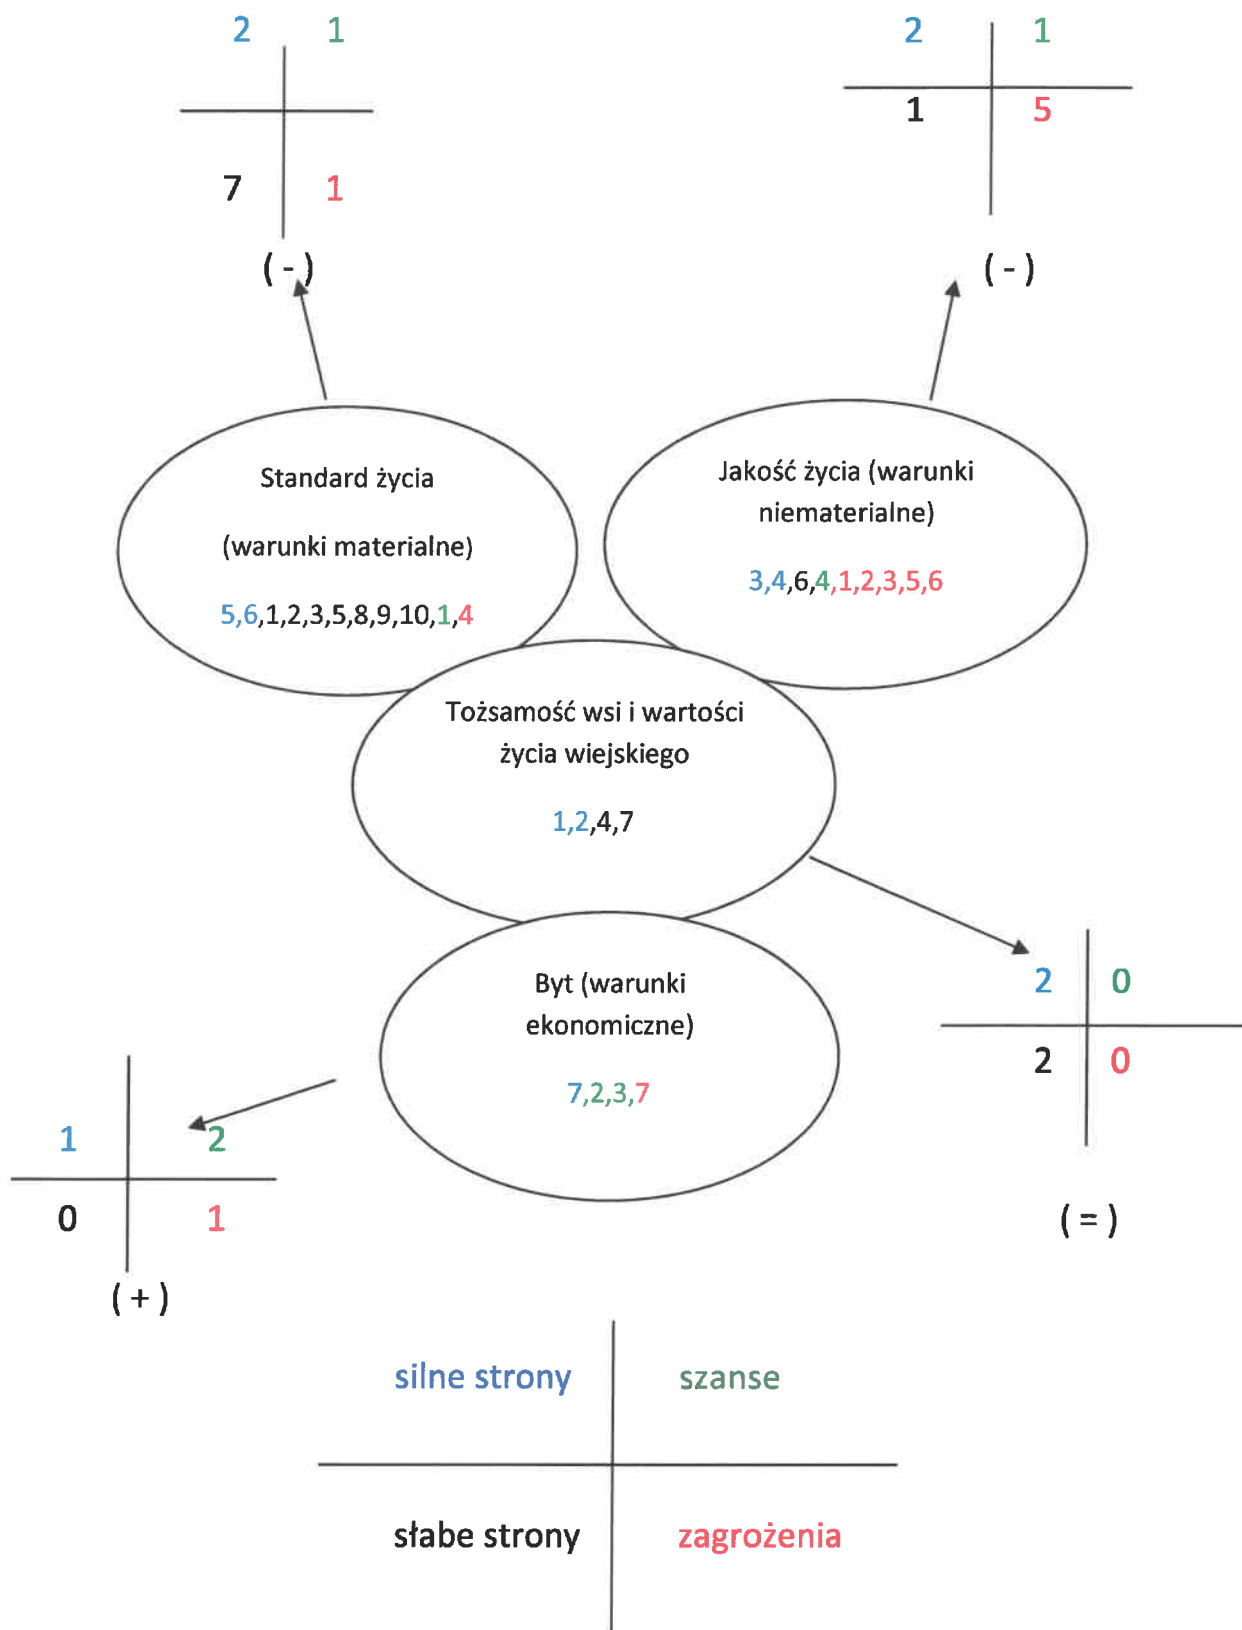 2 1
7 1
( - )
2 1
1 5
( - )
Standard życia
(warunki materialne)
5,6,1,2,3,5,8,9,10,1,4
Jakość życia (warunki
niematerialne)
3,4,6,4,1,2,3,5,6
Tożsamość wsi i wartości
życia wiejskiego
1,2,4,7
Byt (warunki
ekonomiczne)
7,2,3,7
2 0
2 0
( = )
1 2
0 1
( + )
silne strony szanse
słabe strony zagrożenia